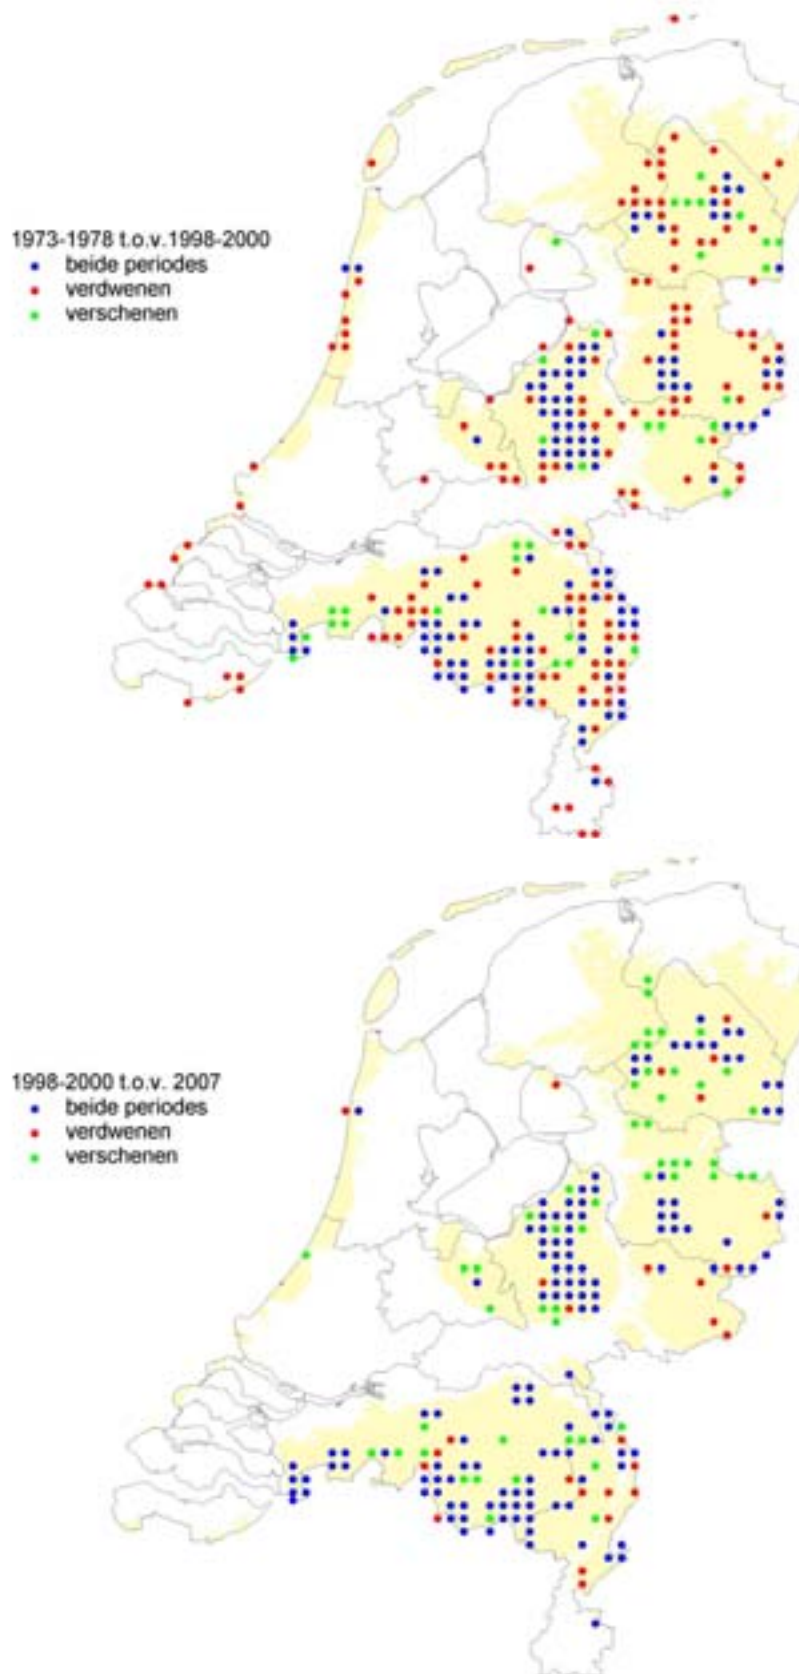 1973-1978 t.o.v.1998-2000
beide periodes
verdwenen
verschenen
1998-2000 t.o.v. 2007
beide periodes
verdwenen
verschenen